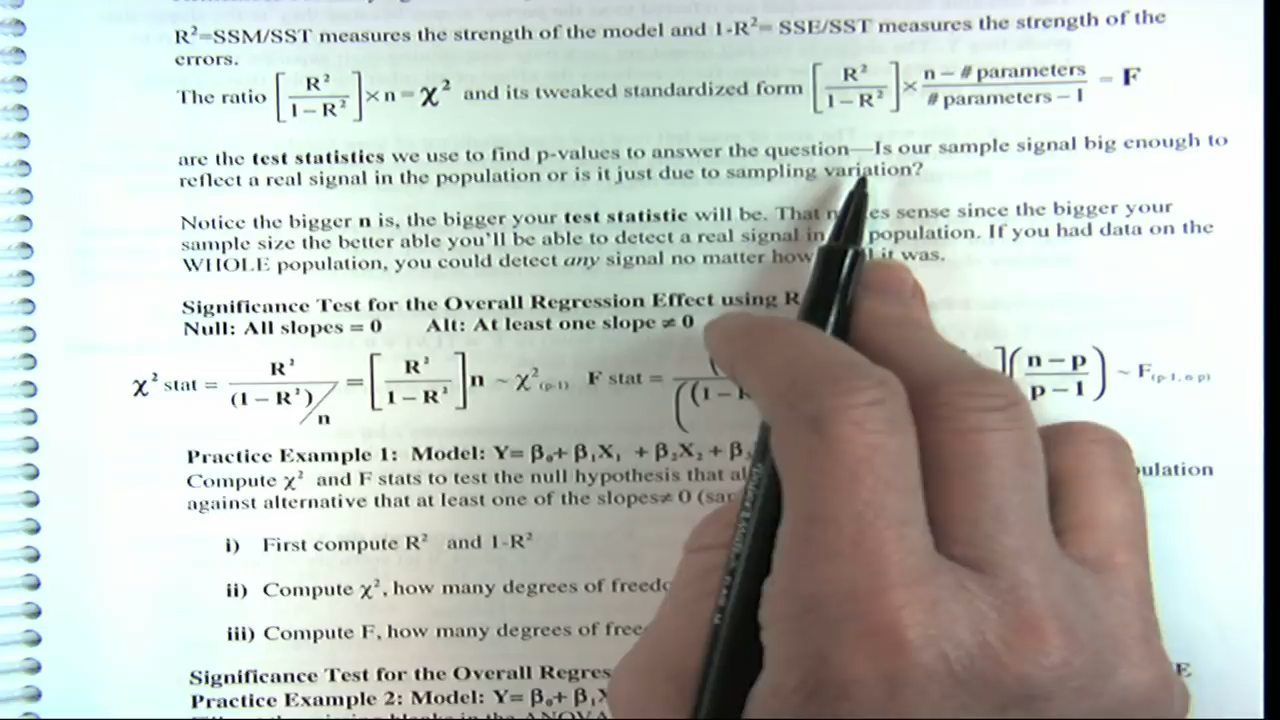 R²=SSM/SST measures the strength of the model and 1-R²= SSE/SST measures the strength of the
errors.
The ratio [R² / 1 – R²] × n = χ² and its tweaked standardized form [R² / 1 – R²] × n – # parameters / # parameters – 1 = F
are the test statistics we use to find p-values to answer the question—Is our sample signal big enough to
reflect a real signal in the population or is it just due to sampling variation?
Notice the bigger n is, the bigger your test statistic will be. That sense since the bigger your
sample size the better able you'll be able to detect a real signal in population. If you had data on the
WHOLE population, you could detect any signal no matter how it was.
Significance Test for the Overall Regression Effect using R
Null: All slopes = 0 Alt: At least one slope ≠ 0
χ² stat = R² / (1 – R²)/n = [R² / 1 – R²] n ~ χ²(p-1) F stat = ((1 – ](n – p / p – 1) ~ F(p-1, n-p)
Practice Example 1: Model: Y= β₀+ β₁X₁ + β₂X₂ + β
Compute χ² and F stats to test the null hypothesis that
against alternative that at least one of the slopes≠ 0
i) First compute R² and 1-R²
ii) Compute χ², how many degrees of
iii) Compute F, how many degrees of
Significance Test for the Overall
Practice Example 2: Model: Y= β₀+ β₁X